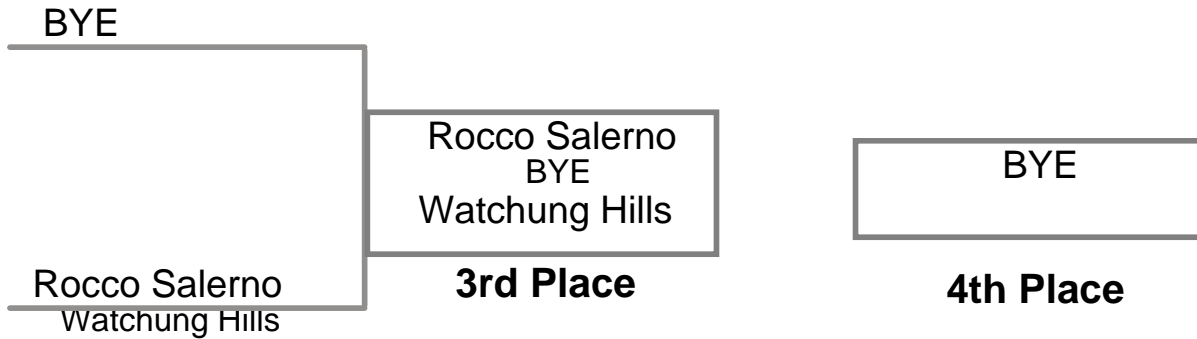 BYE
Rocco Salerno
BYE
Watchung Hills
3rd Place
BYE
4th Place
Rocco Salerno
Watchung Hills